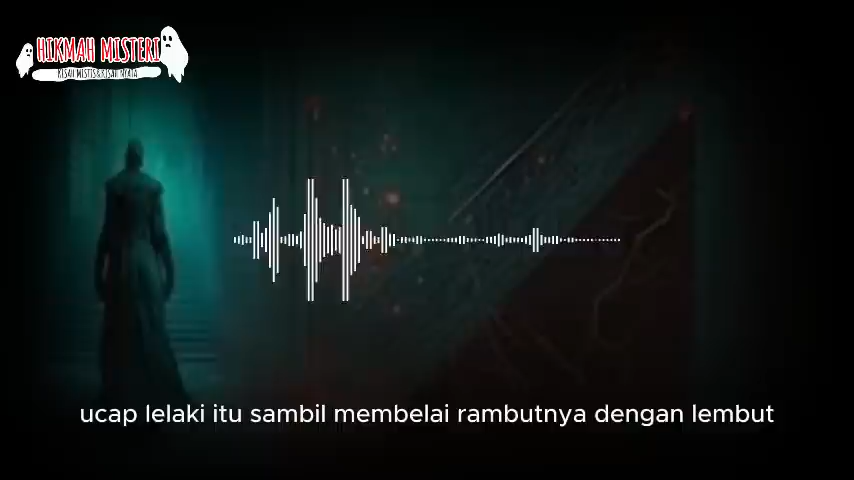 HIKMAH MISTERI
ucap lelaki itu sambil membelai rambutnya dengan lembut